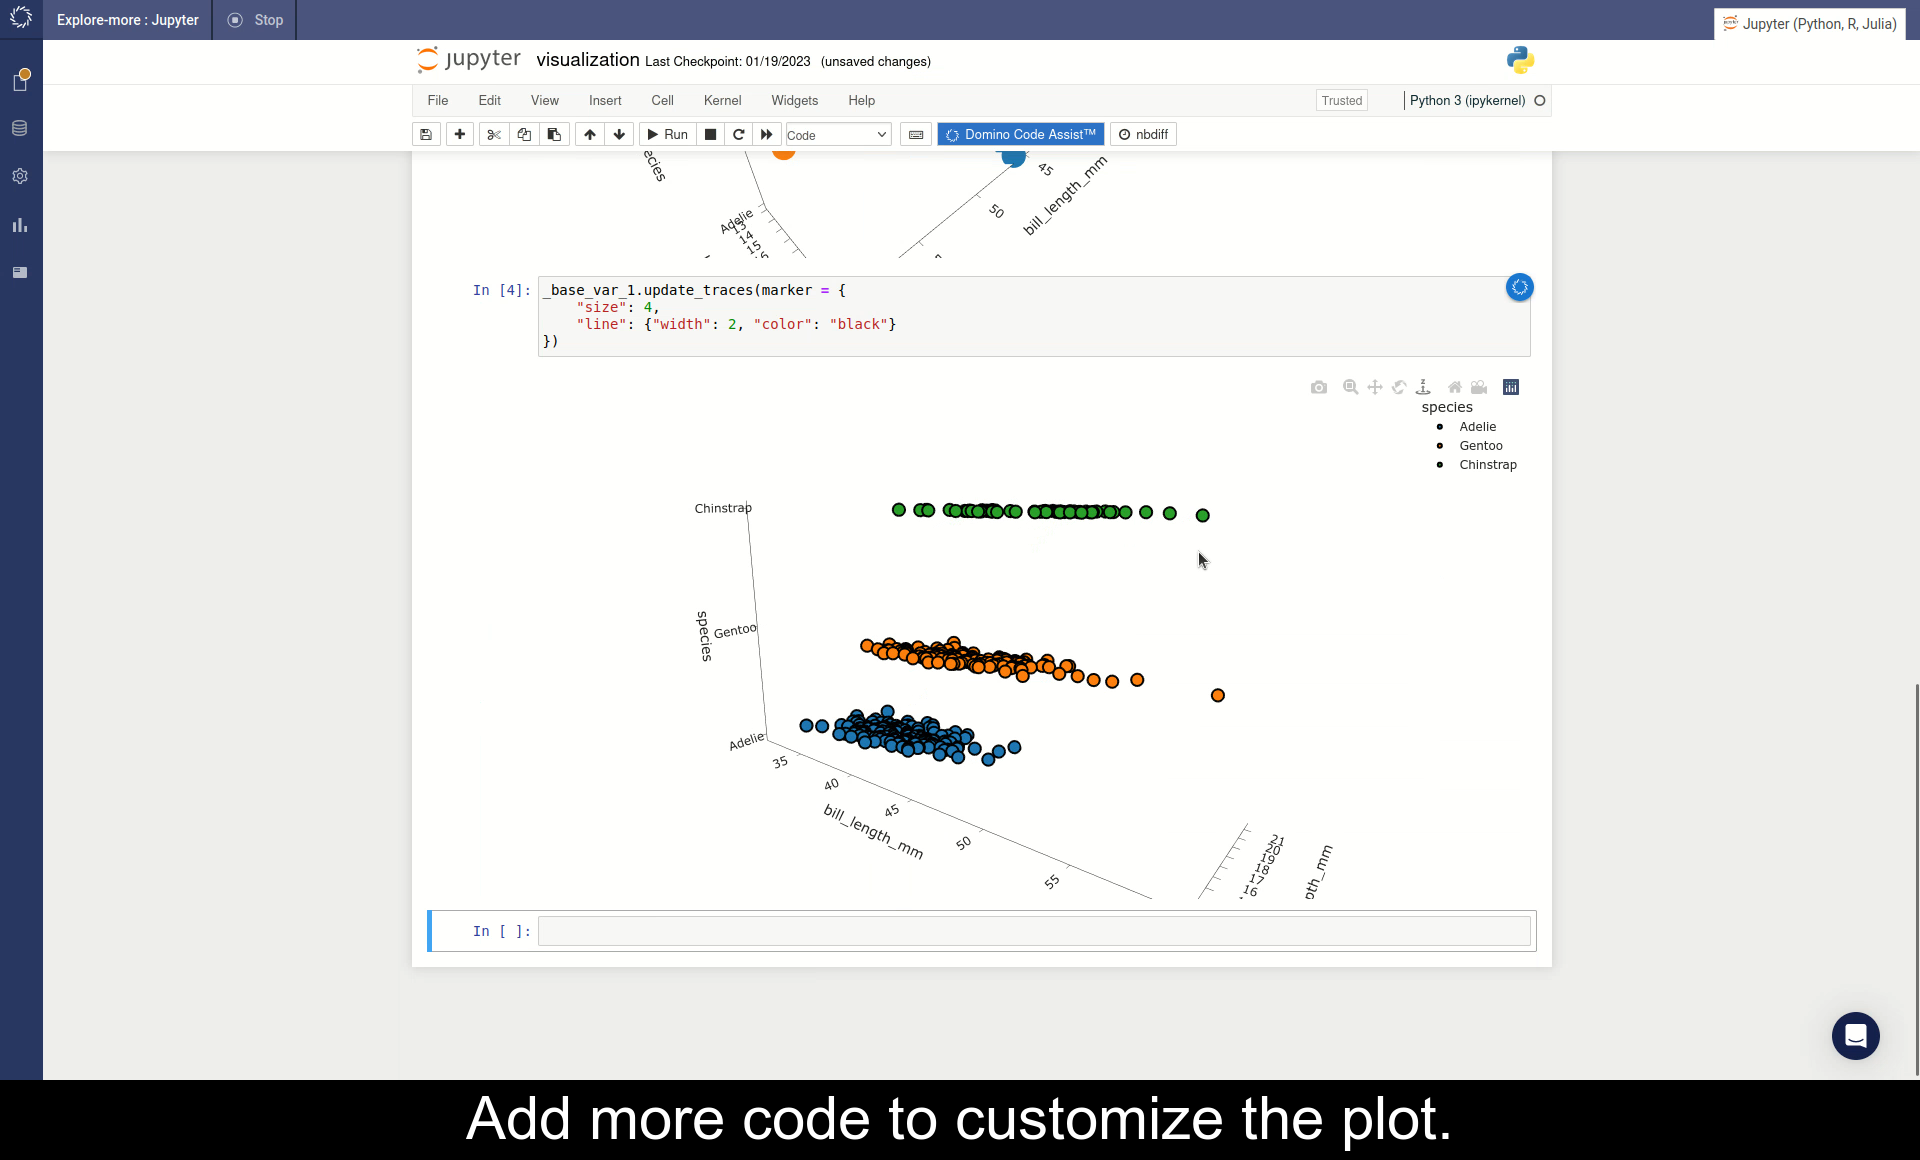 Explore-more : Jupyter
Stop
Jupyter (Python, R, Julia)
jupyter visualization Last Checkpoint: 01/19/2023 (unsaved changes)
File Edit View Insert Cell Kernel Widgets Help
Trusted
Python 3 (ipykernel)
Run
Code
Domino Code Assist™
nbdiff
species
Adelie
13
14
15
45
50
bill_length_mm
In [4]:
_base_var_1.update_traces(marker = {
"size": 4,
"line": {"width": 2, "color": "black"}
})
species
Adelie
Gentoo
Chinstrap
Chinstrap
Gentoo
species
Adelie
35
40
45
50
55
bill_length_mm
21
20
19
18
17
16
pth_mm
In [ ]:
Add more code to customize the plot.